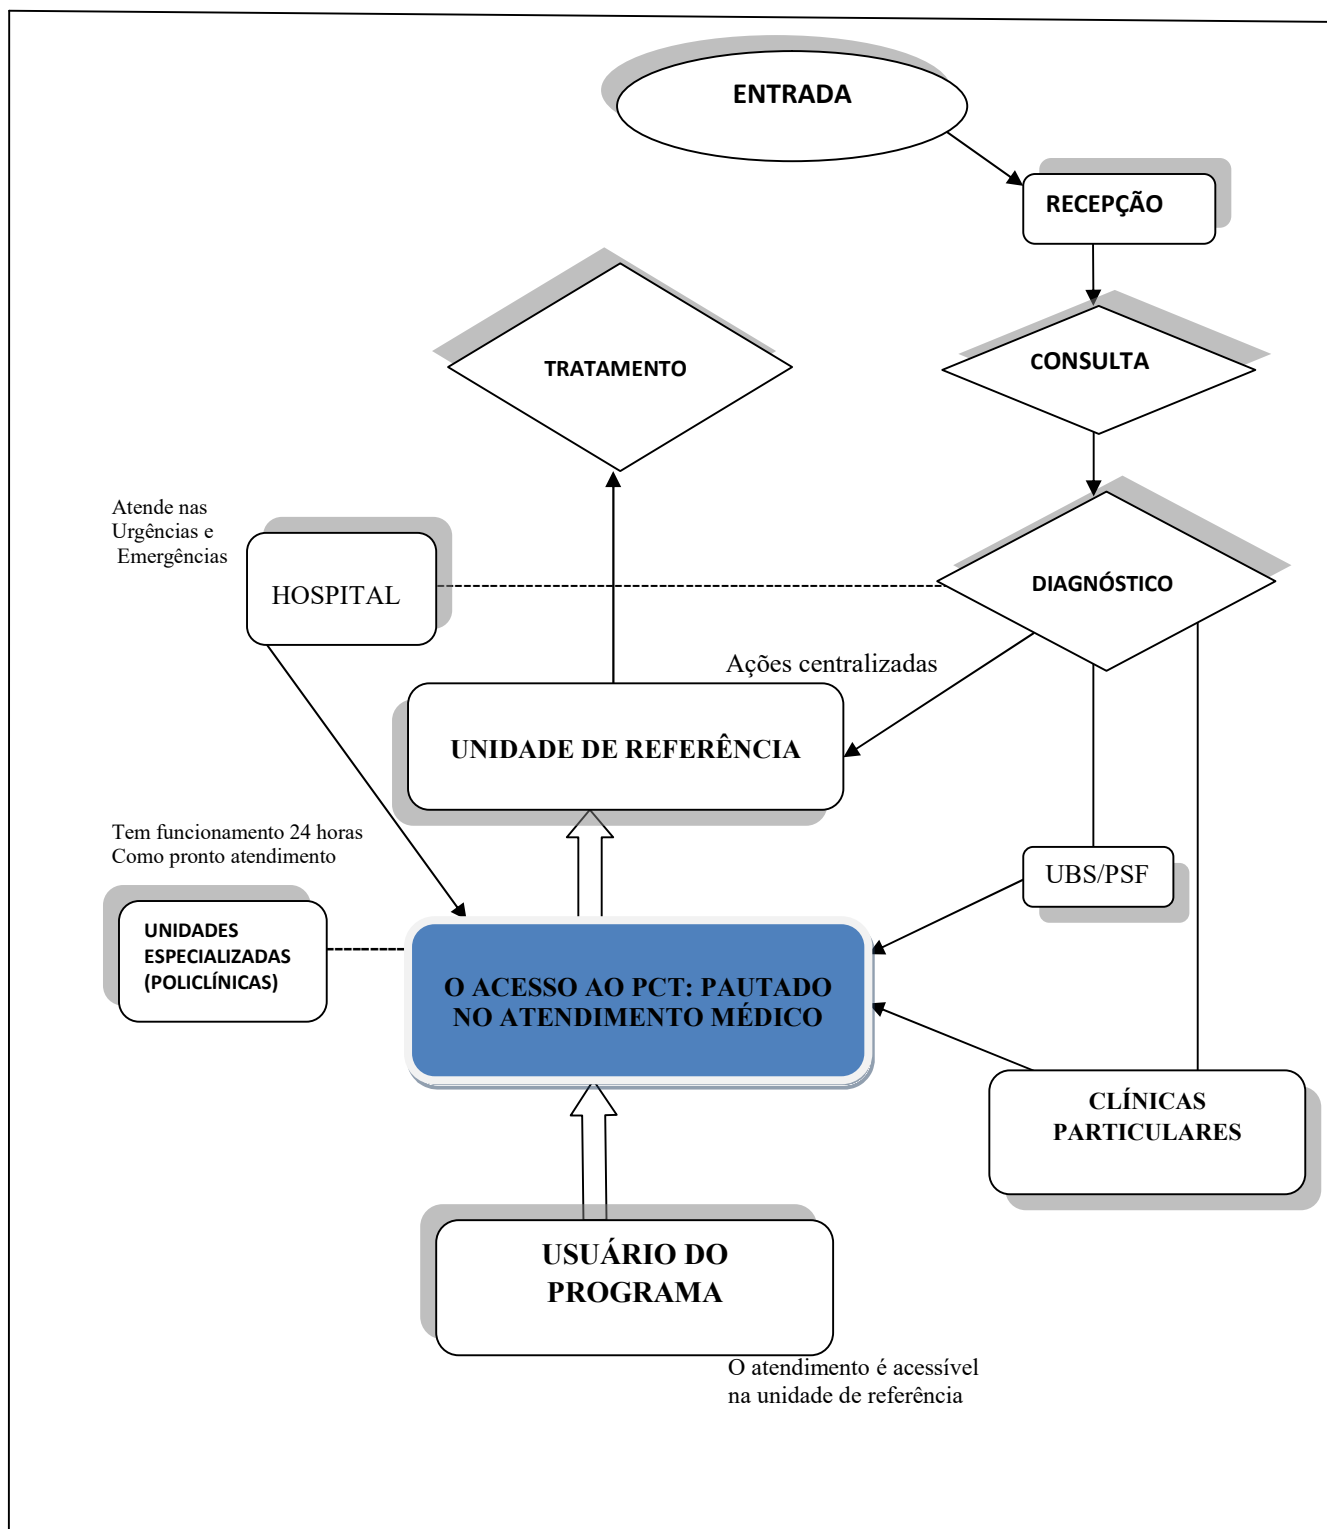 ENTRADA
RECEPÇÃO
CONSULTA
TRATAMENTO
Atende nas
Urgências e
Emergências
HOSPITAL
DIAGNÓSTICO
Ações centralizadas
UNIDADE DE REFERÊNCIA
Tem funcionamento 24 horas
Como pronto atendimento
UBS/PSF
UNIDADES
ESPECIALIZADAS
(POLICLÍNICAS)
O ACESSO AO PCT: PAUTADO
NO ATENDIMENTO MÉDICO
CLÍNICAS
PARTICULARES
USUÁRIO DO
PROGRAMA
O atendimento é acessível
na unidade de referência